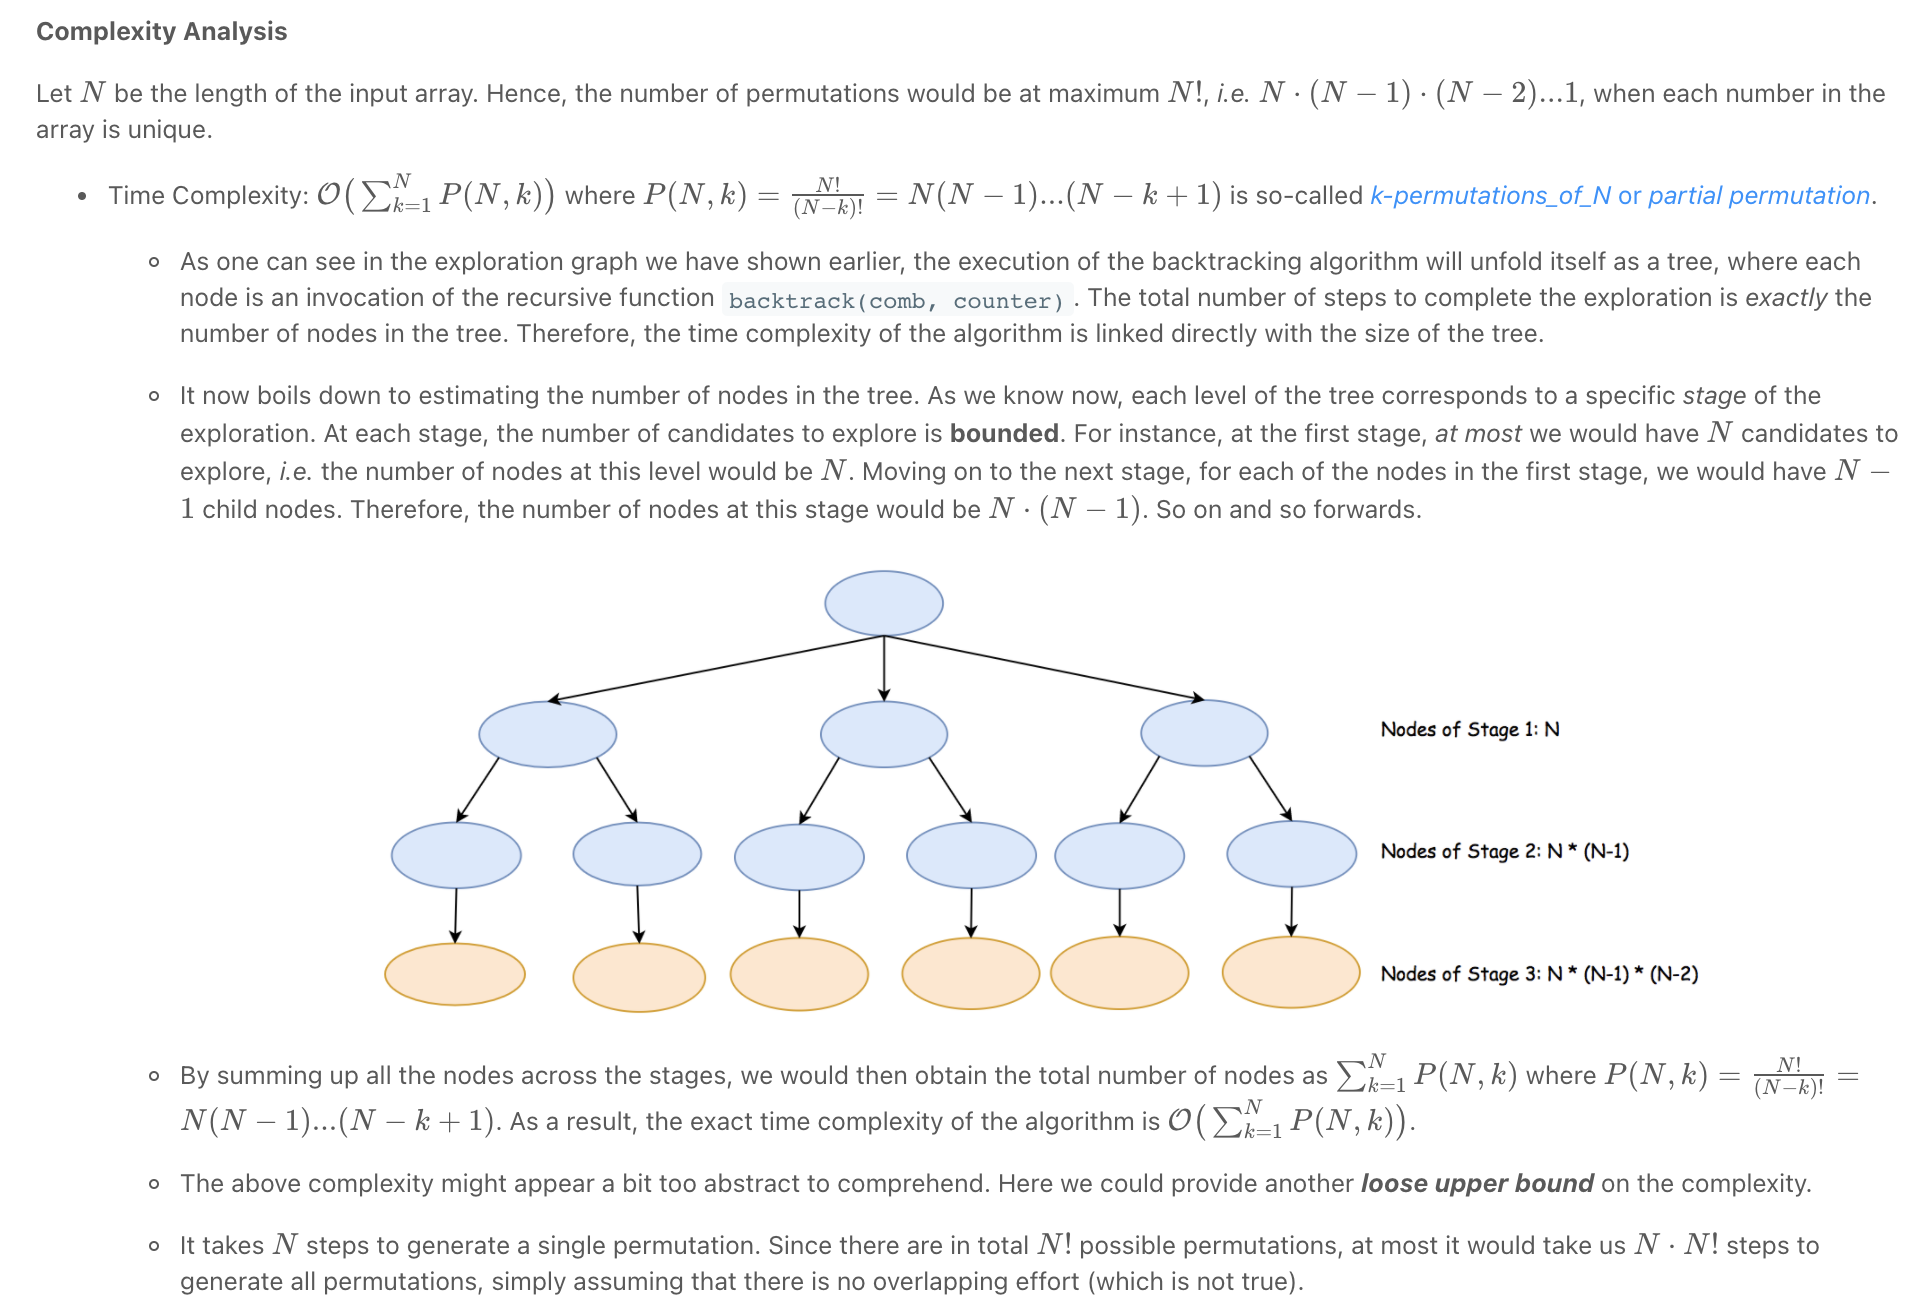 Complexity Analysis
Let N be the length of the input array. Hence, the number of permutations would be at maximum N!, i.e. N · (N − 1) · (N − 2)...1, when each number in the
array is unique.
• Time Complexity: O(∑_{k=1}^{N} P(N, k)) where P(N, k) = N!/(N−k)! = N(N − 1)...(N − k + 1) is so-called k-permutations_of_N or partial permutation.
◦ As one can see in the exploration graph we have shown earlier, the execution of the backtracking algorithm will unfold itself as a tree, where each
node is an invocation of the recursive function backtrack(comb, counter). The total number of steps to complete the exploration is exactly the
number of nodes in the tree. Therefore, the time complexity of the algorithm is linked directly with the size of the tree.
◦ It now boils down to estimating the number of nodes in the tree. As we know now, each level of the tree corresponds to a specific stage of the
exploration. At each stage, the number of candidates to explore is bounded. For instance, at the first stage, at most we would have N candidates to
explore, i.e. the number of nodes at this level would be N. Moving on to the next stage, for each of the nodes in the first stage, we would have N −
1 child nodes. Therefore, the number of nodes at this stage would be N · (N − 1). So on and so forwards.
Nodes of Stage 1: N
Nodes of Stage 2: N * (N-1)
Nodes of Stage 3: N * (N-1) * (N-2)
◦ By summing up all the nodes across the stages, we would then obtain the total number of nodes as ∑_{k=1}^{N} P(N, k) where P(N, k) = N!/(N−k)! =
N(N − 1)...(N − k + 1). As a result, the exact time complexity of the algorithm is O(∑_{k=1}^{N} P(N, k)).
◦ The above complexity might appear a bit too abstract to comprehend. Here we could provide another loose upper bound on the complexity.
◦ It takes N steps to generate a single permutation. Since there are in total N! possible permutations, at most it would take us N · N! steps to
generate all permutations, simply assuming that there is no overlapping effort (which is not true).